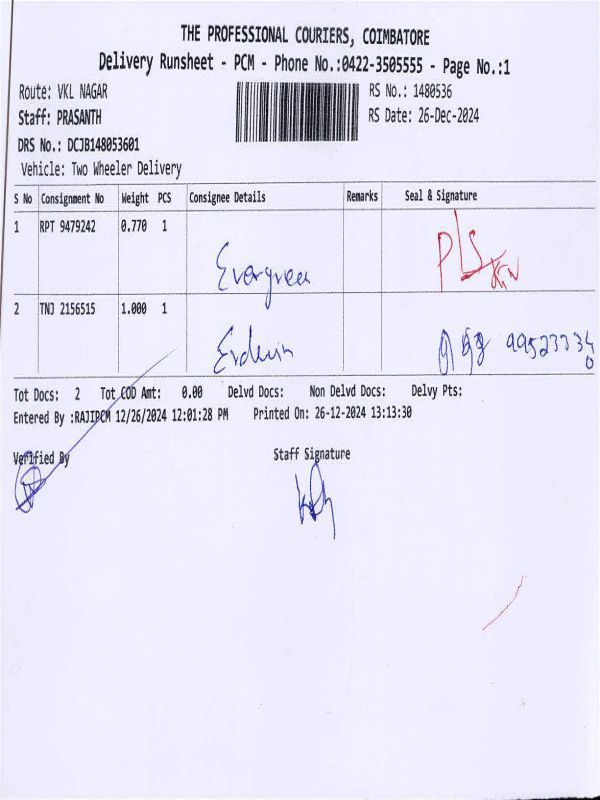 THE PROFESSIONAL COURIERS, COIMBATORE
Delivery Runsheet - PCM - Phone No.:0422-3505555 - Page No.:1
Route: VKL NAGAR RS No.: 1480536
Staff: PRASANTH RS Date: 26-Dec-2024
DRS No.: DCJB148053601
Vehicle: Two Wheeler Delivery
S No Consignment No Weight PCS Consignee Details Remarks Seal & Signature
1 RPT 9479242 0.770 1
Evergreen PLS
2 TNJ 2156515 1.000 1
Erdwin 995233340
Tot Docs: 2 Tot COD Amt: 0.00 Delvd Docs: Non Delvd Docs: Delvy Pts:
Entered By :RAJIPCM 12/26/2024 12:01:28 PM Printed On: 26-12-2024 13:13:30
Verified By Staff Signature